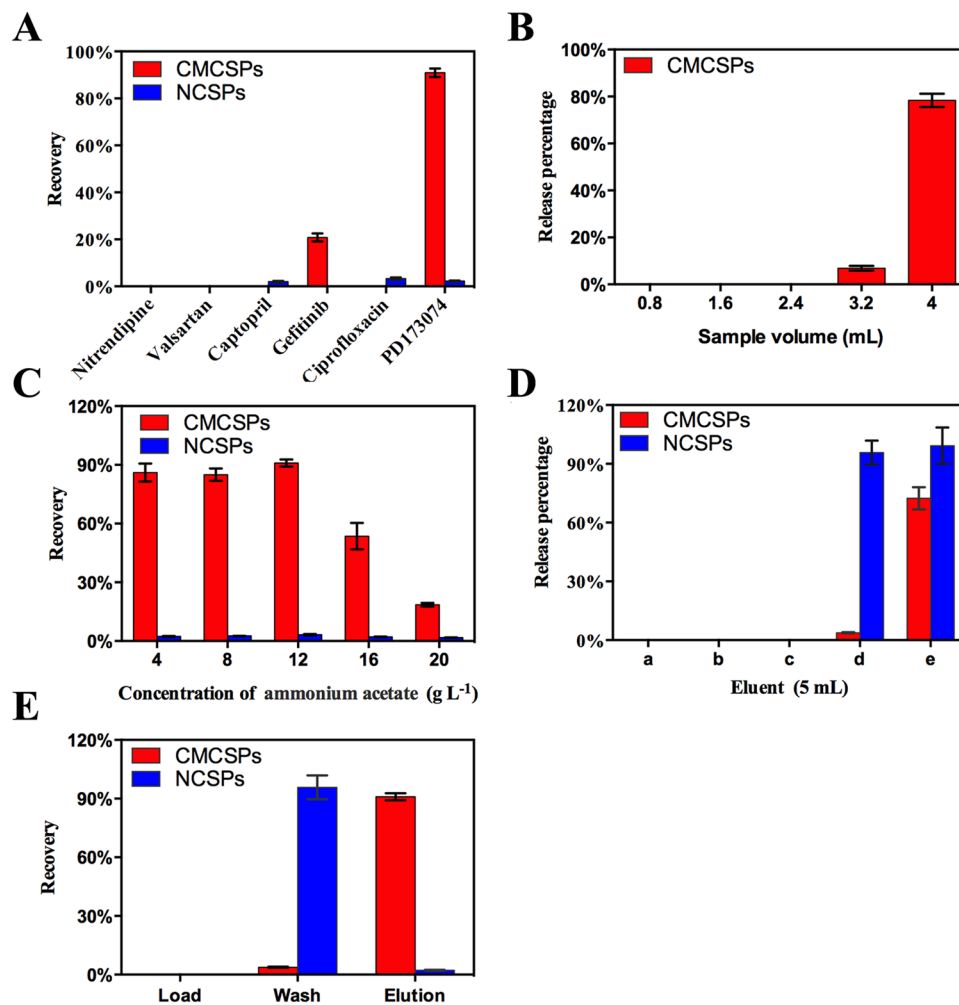 A
CMCSPs
NCSPs
Recovery
100%
80%
60%
40%
20%
0%
Nitrendipine
Valsartan
Captopril
Gefitinib
Ciprofloxacin
PD173074
B
CMCSPs
Release percentage
100%
80%
60%
40%
20%
0%
0.8 1.6 2.4 3.2 4
Sample volume (mL)
C
CMCSPs
NCSPs
Recovery
120%
90%
60%
30%
0%
4 8 12 16 20
Concentration of ammonium acetate (g L-1)
D
CMCSPs
NCSPs
Release percentage
120%
90%
60%
30%
0%
a b c d e
Eluent (5 mL)
E
CMCSPs
NCSPs
Recovery
120%
90%
60%
30%
0%
Load Wash Elution